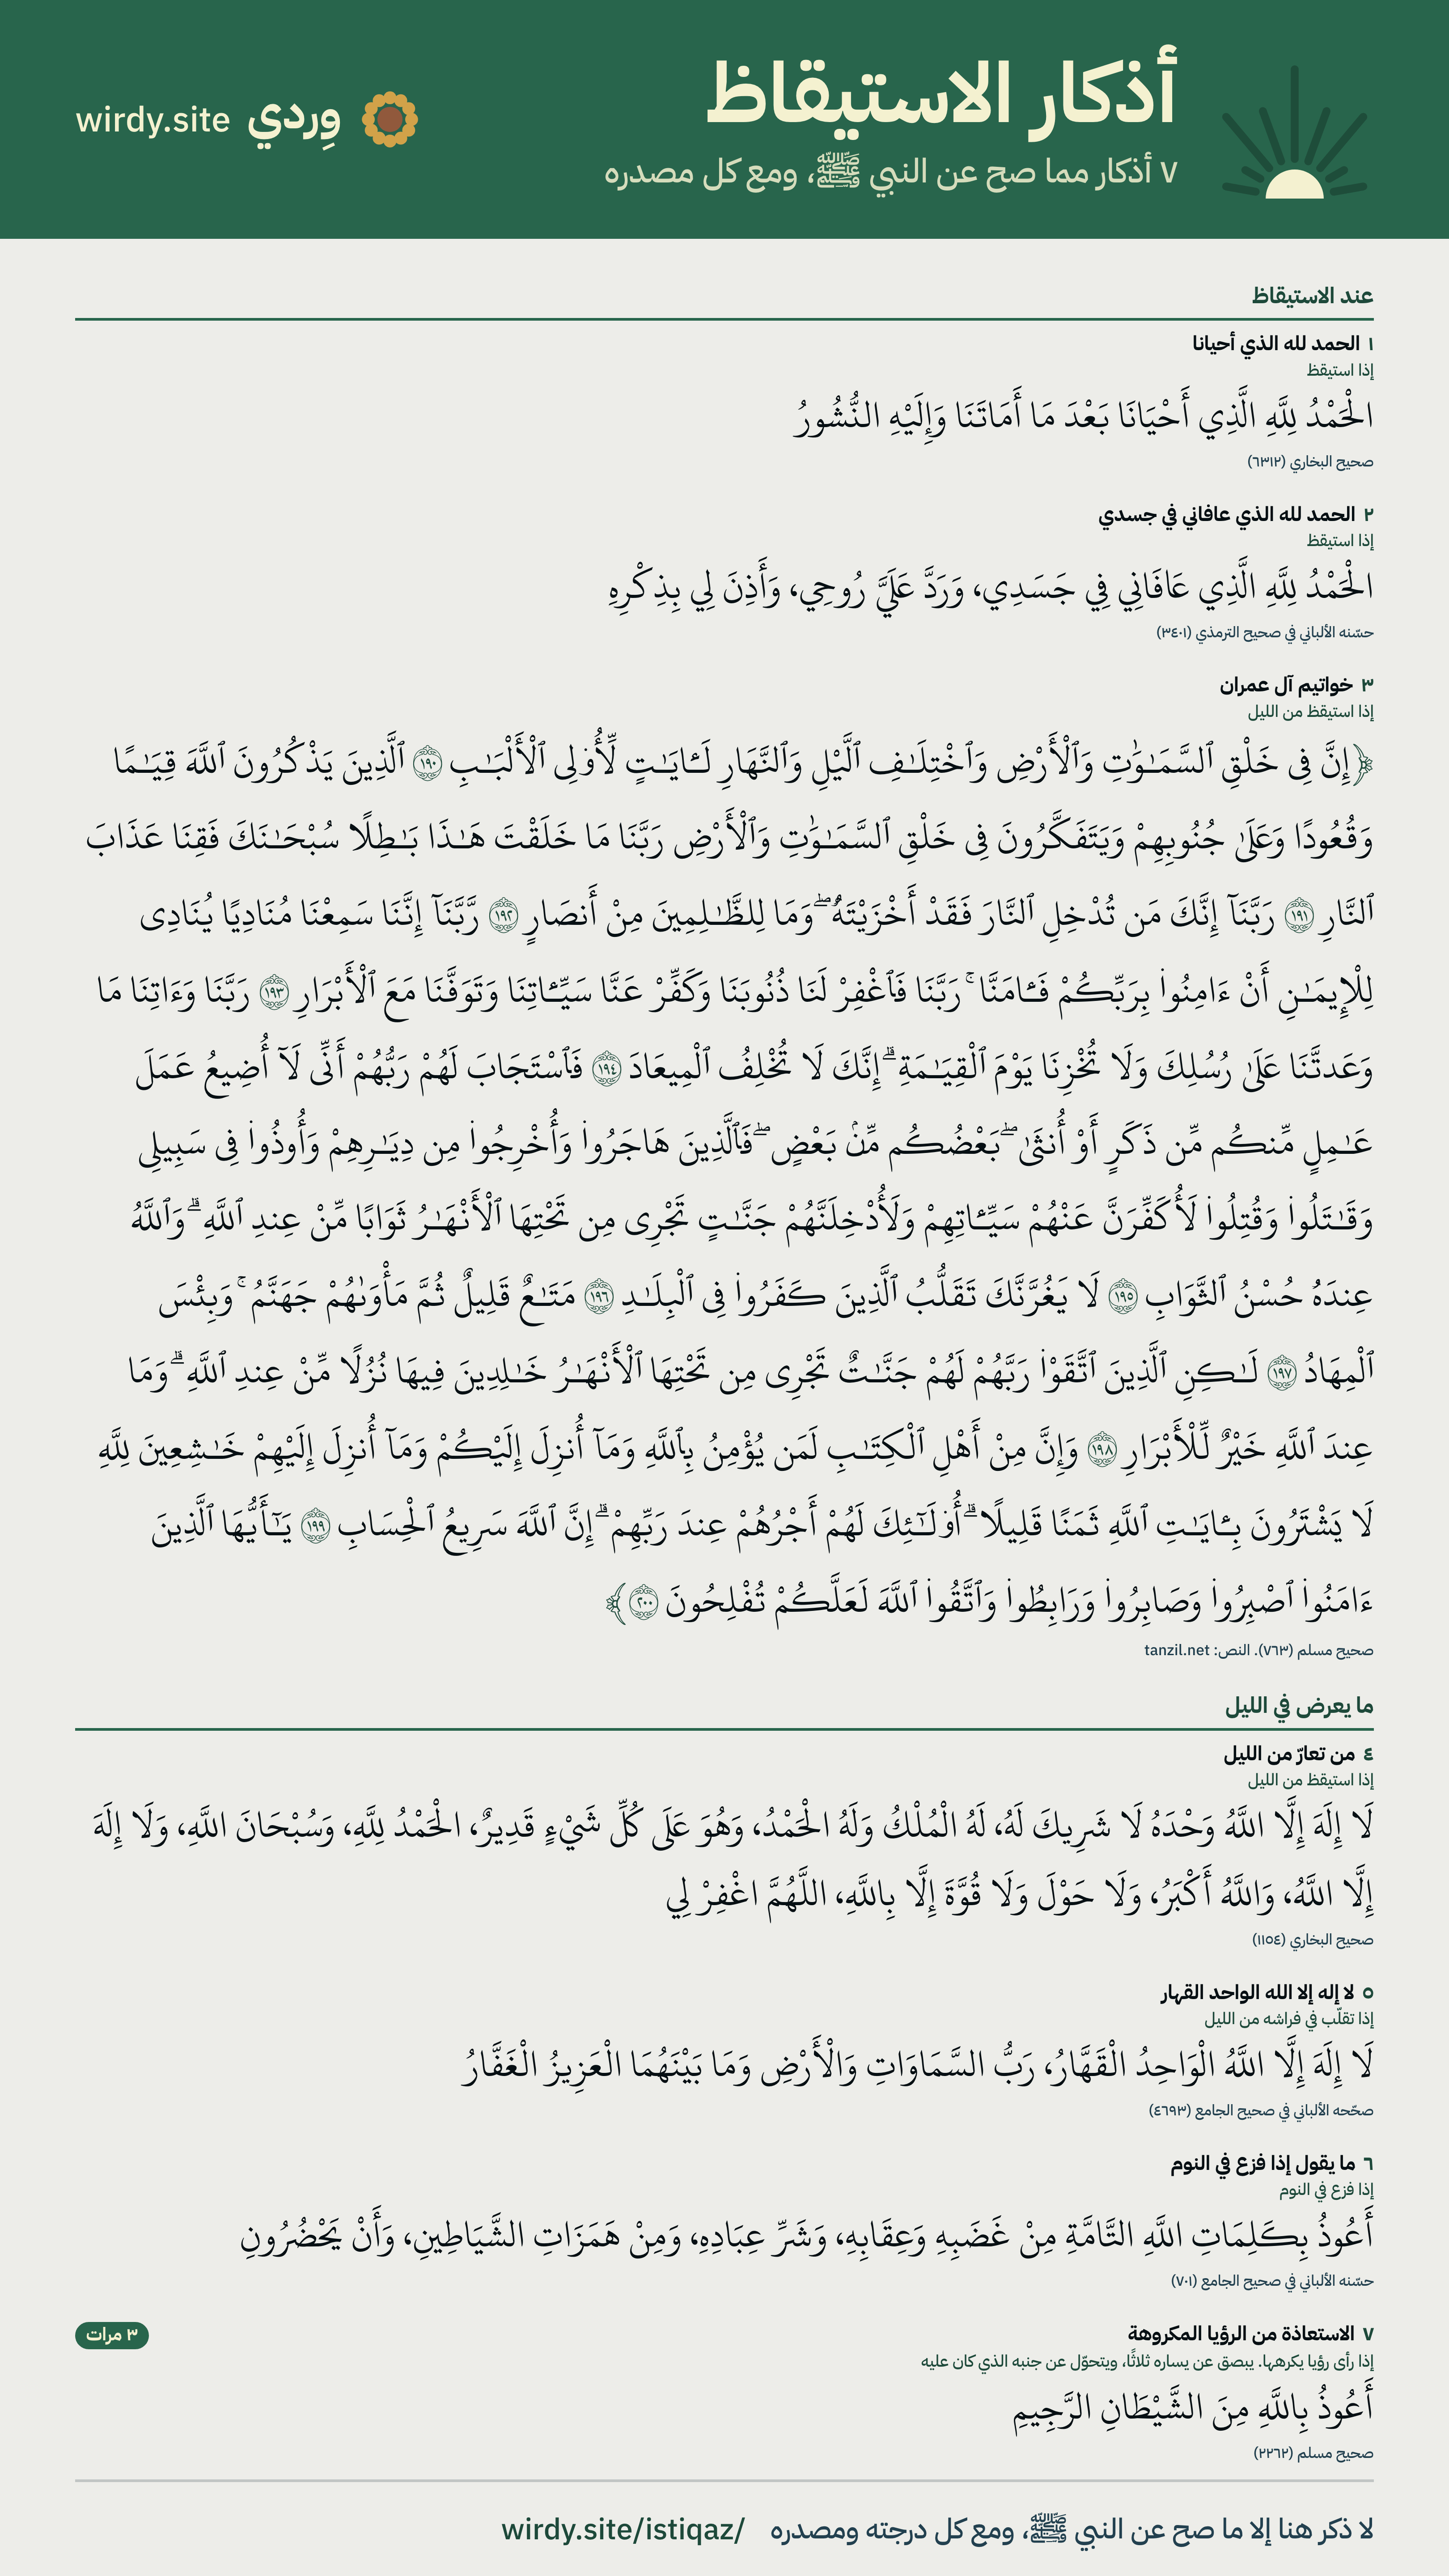 أذكار الاستيقاظ
٧ أذكار مما صح عن النبي ﷺ، ومع كل مصدره
وِردي wirdy.site
عند الاستيقاظ
١ الحمد لله الذي أحيانا
إذا استيقظ
الْحَمْدُ لِلَّهِ الَّذِي أَحْيَانَا بَعْدَ مَا أَمَاتَنَا وَإِلَيْهِ النُّشُورُ
صحيح البخاري (٦٣١٢)
٢ الحمد لله الذي عافاني في جسدي
إذا استيقظ
الْحَمْدُ لِلَّهِ الَّذِي عَافَانِي فِي جَسَدِي، وَرَدَّ عَلَيَّ رُوحِي، وَأَذِنَ لِي بِذِكْرِهِ
حسّنه الألباني في صحيح الترمذي (٣٤٠١)
٣ خواتيم آل عمران
إذا استيقظ من الليل
﴿إِنَّ فِى خَلْقِ ٱلسَّمَـٰوَٰتِ وَٱلْأَرْضِ وَٱخْتِلَـٰفِ ٱلَّيْلِ وَٱلنَّهَارِ لَـَٔايَـٰتٍ لِّأُو۟لِى ٱلْأَلْبَـٰبِ ١٩٠ ٱلَّذِينَ يَذْكُرُونَ ٱللَّهَ قِيَـٰمًا
وَقُعُودًا وَعَلَىٰ جُنُوبِهِمْ وَيَتَفَكَّرُونَ فِى خَلْقِ ٱلسَّمَـٰوَٰتِ وَٱلْأَرْضِ رَبَّنَا مَا خَلَقْتَ هَـٰذَا بَـٰطِلًا سُبْحَـٰنَكَ فَقِنَا عَذَابَ
ٱلنَّارِ ١٩١ رَبَّنَآ إِنَّكَ مَن تُدْخِلِ ٱلنَّارَ فَقَدْ أَخْزَيْتَهُۥ ۖ وَمَا لِلظَّـٰلِمِينَ مِنْ أَنصَارٍ ١٩٢ رَّبَّنَآ إِنَّنَا سَمِعْنَا مُنَادِيًا يُنَادِى
لِلْإِيمَـٰنِ أَنْ ءَامِنُوا۟ بِرَبِّكُمْ فَـَٔامَنَّا ۚ رَبَّنَا فَٱغْفِرْ لَنَا ذُنُوبَنَا وَكَفِّرْ عَنَّا سَيِّـَٔاتِنَا وَتَوَفَّنَا مَعَ ٱلْأَبْرَارِ ١٩٣ رَبَّنَا وَءَاتِنَا مَا
وَعَدتَّنَا عَلَىٰ رُسُلِكَ وَلَا تُخْزِنَا يَوْمَ ٱلْقِيَـٰمَةِ ۗ إِنَّكَ لَا تُخْلِفُ ٱلْمِيعَادَ ١٩٤ فَٱسْتَجَابَ لَهُمْ رَبُّهُمْ أَنِّى لَآ أُضِيعُ عَمَلَ
عَـٰمِلٍ مِّنكُم مِّن ذَكَرٍ أَوْ أُنثَىٰ ۖ بَعْضُكُم مِّنۢ بَعْضٍ ۖ فَٱلَّذِينَ هَاجَرُوا۟ وَأُخْرِجُوا۟ مِن دِيَـٰرِهِمْ وَأُوذُوا۟ فِى سَبِيلِى
وَقَـٰتَلُوا۟ وَقُتِلُوا۟ لَأُكَفِّرَنَّ عَنْهُمْ سَيِّـَٔاتِهِمْ وَلَأُدْخِلَنَّهُمْ جَنَّـٰتٍ تَجْرِى مِن تَحْتِهَا ٱلْأَنْهَـٰرُ ثَوَابًا مِّنْ عِندِ ٱللَّهِ ۗ وَٱللَّهُ
عِندَهُۥ حُسْنُ ٱلثَّوَابِ ١٩٥ لَا يَغُرَّنَّكَ تَقَلُّبُ ٱلَّذِينَ كَفَرُوا۟ فِى ٱلْبِلَـٰدِ ١٩٦ مَتَـٰعٌ قَلِيلٌ ثُمَّ مَأْوَىٰهُمْ جَهَنَّمُ ۚ وَبِئْسَ
ٱلْمِهَادُ ١٩٧ لَـٰكِنِ ٱلَّذِينَ ٱتَّقَوْا۟ رَبَّهُمْ لَهُمْ جَنَّـٰتٌ تَجْرِى مِن تَحْتِهَا ٱلْأَنْهَـٰرُ خَـٰلِدِينَ فِيهَا نُزُلًا مِّنْ عِندِ ٱللَّهِ ۗ وَمَا
عِندَ ٱللَّهِ خَيْرٌ لِّلْأَبْرَارِ ١٩٨ وَإِنَّ مِنْ أَهْلِ ٱلْكِتَـٰبِ لَمَن يُؤْمِنُ بِٱللَّهِ وَمَآ أُنزِلَ إِلَيْكُمْ وَمَآ أُنزِلَ إِلَيْهِمْ خَـٰشِعِينَ لِلَّهِ
لَا يَشْتَرُونَ بِـَٔايَـٰتِ ٱللَّهِ ثَمَنًا قَلِيلًا ۗ أُو۟لَـٰٓئِكَ لَهُمْ أَجْرُهُمْ عِندَ رَبِّهِمْ ۗ إِنَّ ٱللَّهَ سَرِيعُ ٱلْحِسَابِ ١٩٩ يَـٰٓأَيُّهَا ٱلَّذِينَ
ءَامَنُوا۟ ٱصْبِرُوا۟ وَصَابِرُوا۟ وَرَابِطُوا۟ وَٱتَّقُوا۟ ٱللَّهَ لَعَلَّكُمْ تُفْلِحُونَ ٢٠٠﴾
صحيح مسلم (٧٦٣). النص: tanzil.net
ما يعرض في الليل
٤ من تعارّ من الليل
إذا استيقظ من الليل
لَا إِلَهَ إِلَّا اللَّهُ وَحْدَهُ لَا شَرِيكَ لَهُ، لَهُ الْمُلْكُ وَلَهُ الْحَمْدُ، وَهُوَ عَلَى كُلِّ شَيْءٍ قَدِيرٌ، الْحَمْدُ لِلَّهِ، وَسُبْحَانَ اللَّهِ، وَلَا إِلَهَ
إِلَّا اللَّهُ، وَاللَّهُ أَكْبَرُ، وَلَا حَوْلَ وَلَا قُوَّةَ إِلَّا بِاللَّهِ، اللَّهُمَّ اغْفِرْ لِي
صحيح البخاري (١١٥٤)
٥ لا إله إلا الله الواحد القهار
إذا تقلّب في فراشه من الليل
لَا إِلَهَ إِلَّا اللَّهُ الْوَاحِدُ الْقَهَّارُ، رَبُّ السَّمَاوَاتِ وَالْأَرْضِ وَمَا بَيْنَهُمَا الْعَزِيزُ الْغَفَّارُ
صحّحه الألباني في صحيح الجامع (٤٦٩٣)
٦ ما يقول إذا فزع في النوم
إذا فزع في النوم
أَعُوذُ بِكَلِمَاتِ اللَّهِ التَّامَّةِ مِنْ غَضَبِهِ وَعِقَابِهِ، وَشَرِّ عِبَادِهِ، وَمِنْ هَمَزَاتِ الشَّيَاطِينِ، وَأَنْ يَحْضُرُونِ
حسّنه الألباني في صحيح الجامع (٧٠١)
٧ الاستعاذة من الرؤيا المكروهة
٣ مرات
إذا رأى رؤيا يكرهها. يبصق عن يساره ثلاثًا، ويتحوّل عن جنبه الذي كان عليه
أَعُوذُ بِاللَّهِ مِنَ الشَّيْطَانِ الرَّجِيمِ
صحيح مسلم (٢٢٦٢)
لا ذكر هنا إلا ما صح عن النبي ﷺ، ومع كل درجته ومصدره wirdy.site/istiqaz/